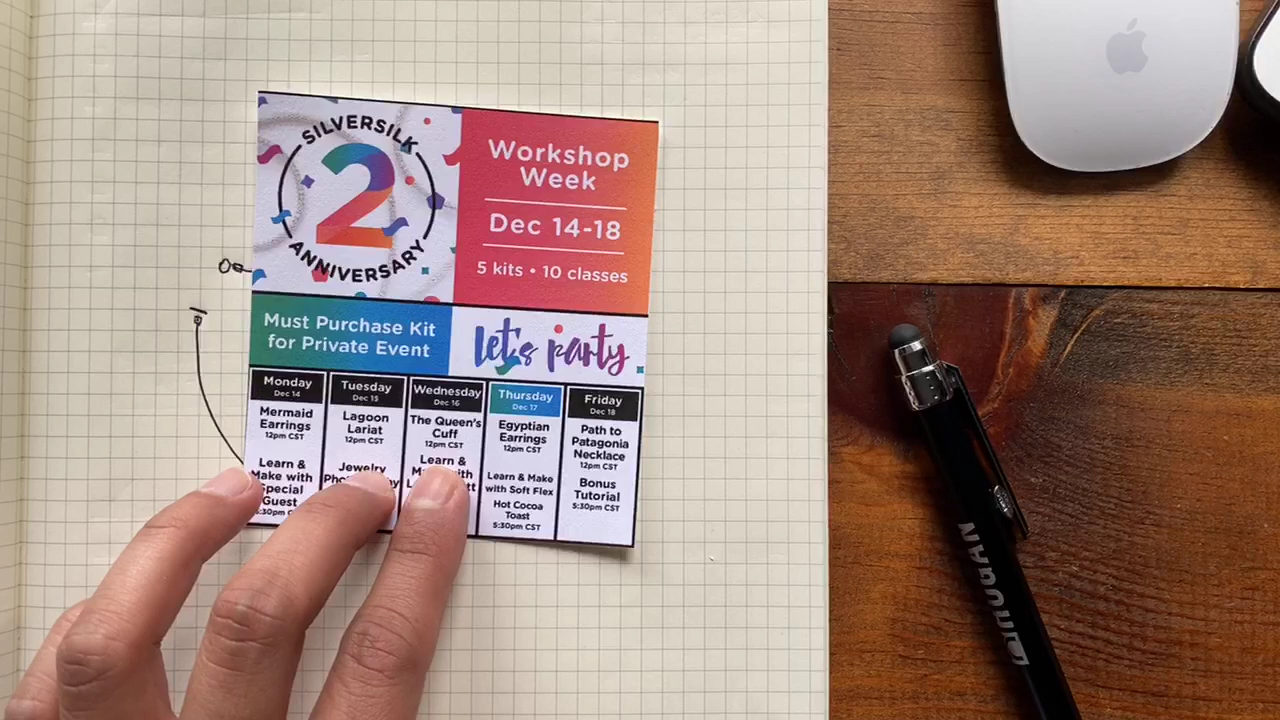 SILVERSILK
2
ANNIVERSARY
Workshop
Week
Dec 14-18
5 kits • 10 classes
Must Purchase Kit
for Private Event
let's party
Monday
Dec 14
Mermaid
Earrings
12pm CST
Learn &
Make with
Special
Guest
5:30pm CST
Tuesday
Dec 15
Lagoon
Lariat
12pm CST
Jewelry
Wednesday
Dec 16
The Queen's
Cuff
12pm CST
Learn &
Thursday
Dec 17
Egyptian
Earrings
12pm CST
Learn & Make
with Soft Flex
Hot Cocoa
Toast
5:30pm CST
Friday
Dec 18
Path to
Patagonia
Necklace
12pm CST
Bonus
Tutorial
5:30pm CST